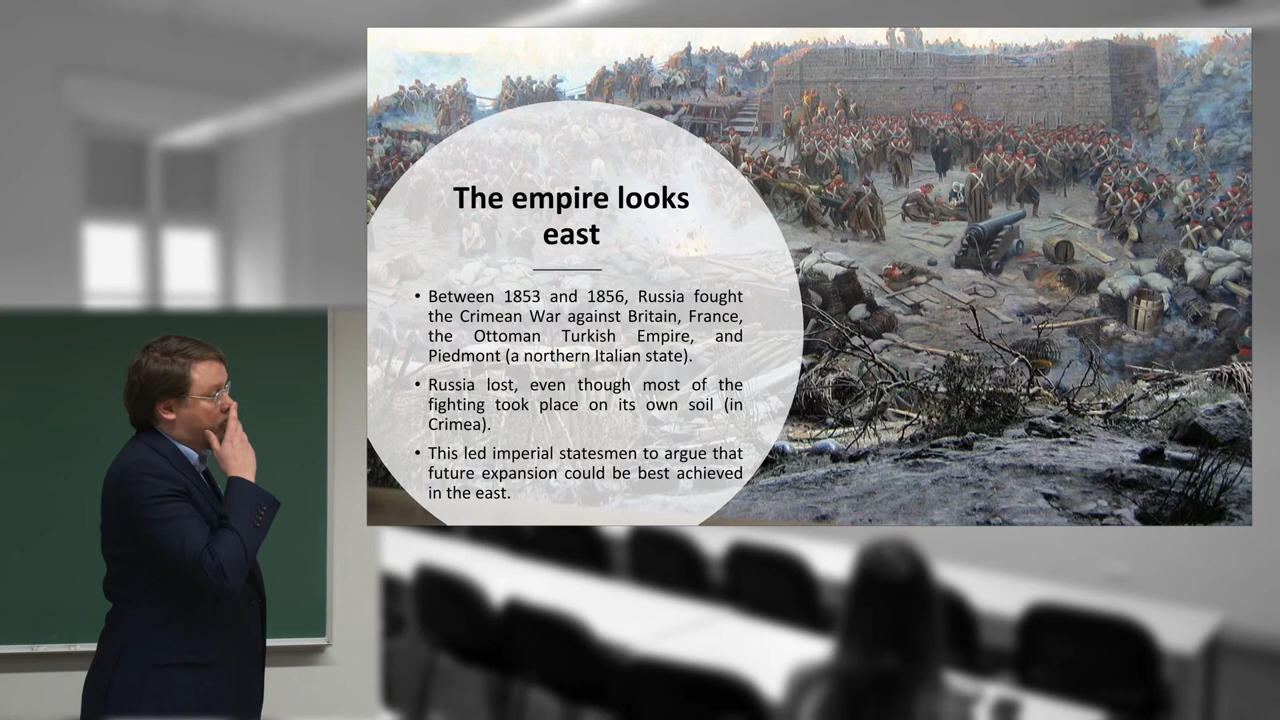 The empire looks
east
• Between 1853 and 1856, Russia fought
the Crimean War against Britain, France,
the Ottoman Turkish Empire, and
Piedmont (a northern Italian state).
• Russia lost, even though most of the
fighting took place on its own soil (in
Crimea).
• This led imperial statesmen to argue that
future expansion could be best achieved
in the east.